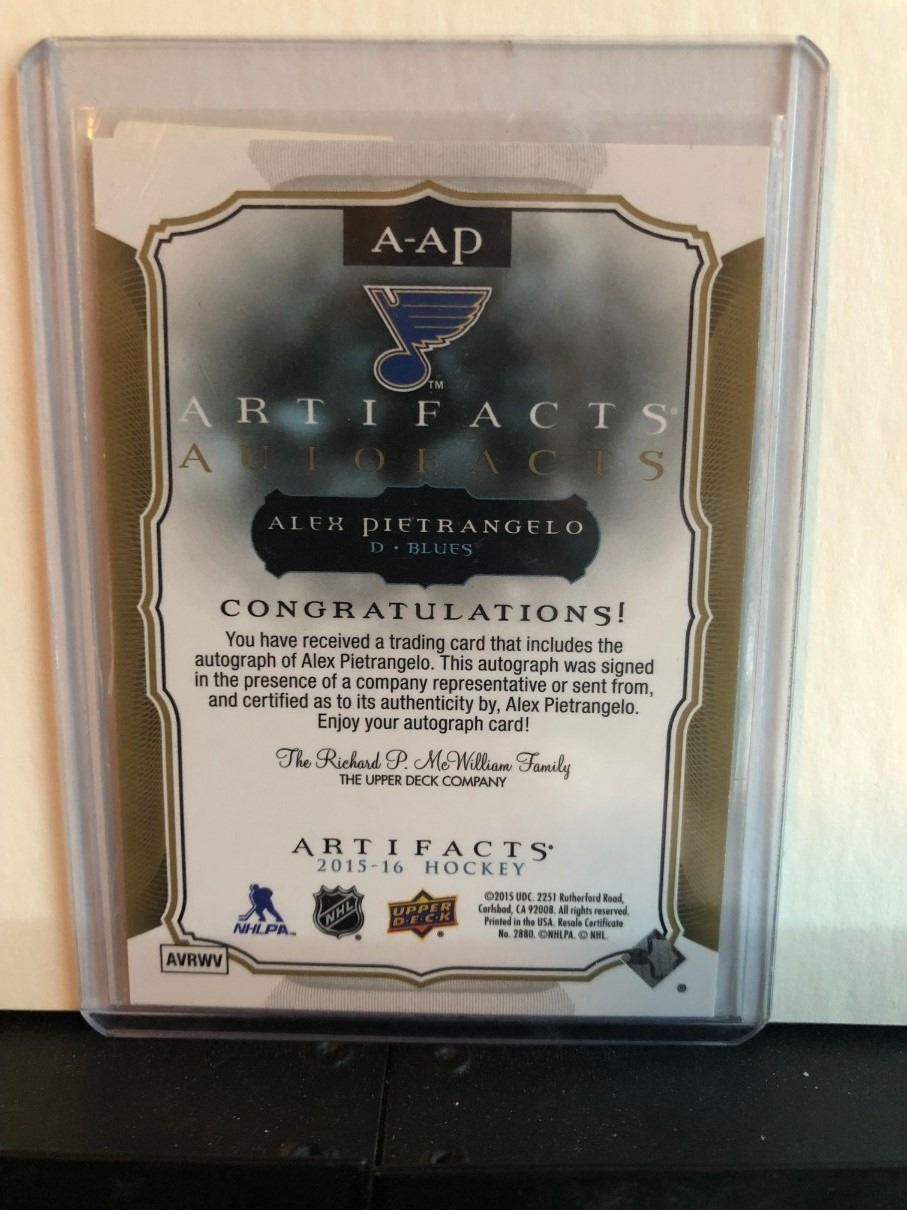 A-AP
TM
ARTIFACTS®
AUTOFACTS
ALEX PIETRANGELO
D · BLUES
CONGRATULATIONS!
You have received a trading card that includes the
autograph of Alex Pietrangelo. This autograph was signed
in the presence of a company representative or sent from,
and certified as to its authenticity by, Alex Pietrangelo.
Enjoy your autograph card!
The Richard P. McWilliam Family
THE UPPER DECK COMPANY
ARTIFACTS®
2015-16 HOCKEY
NHLPA™
NHL®
UPPER
D·E·C·K®
©2015 UDC. 2251 Rutherford Road,
Carlsbad, CA 92008. All rights reserved.
Printed in the USA. Resale Certificate
No. 2880. ©NHLPA. © NHL.
AVRWV
®